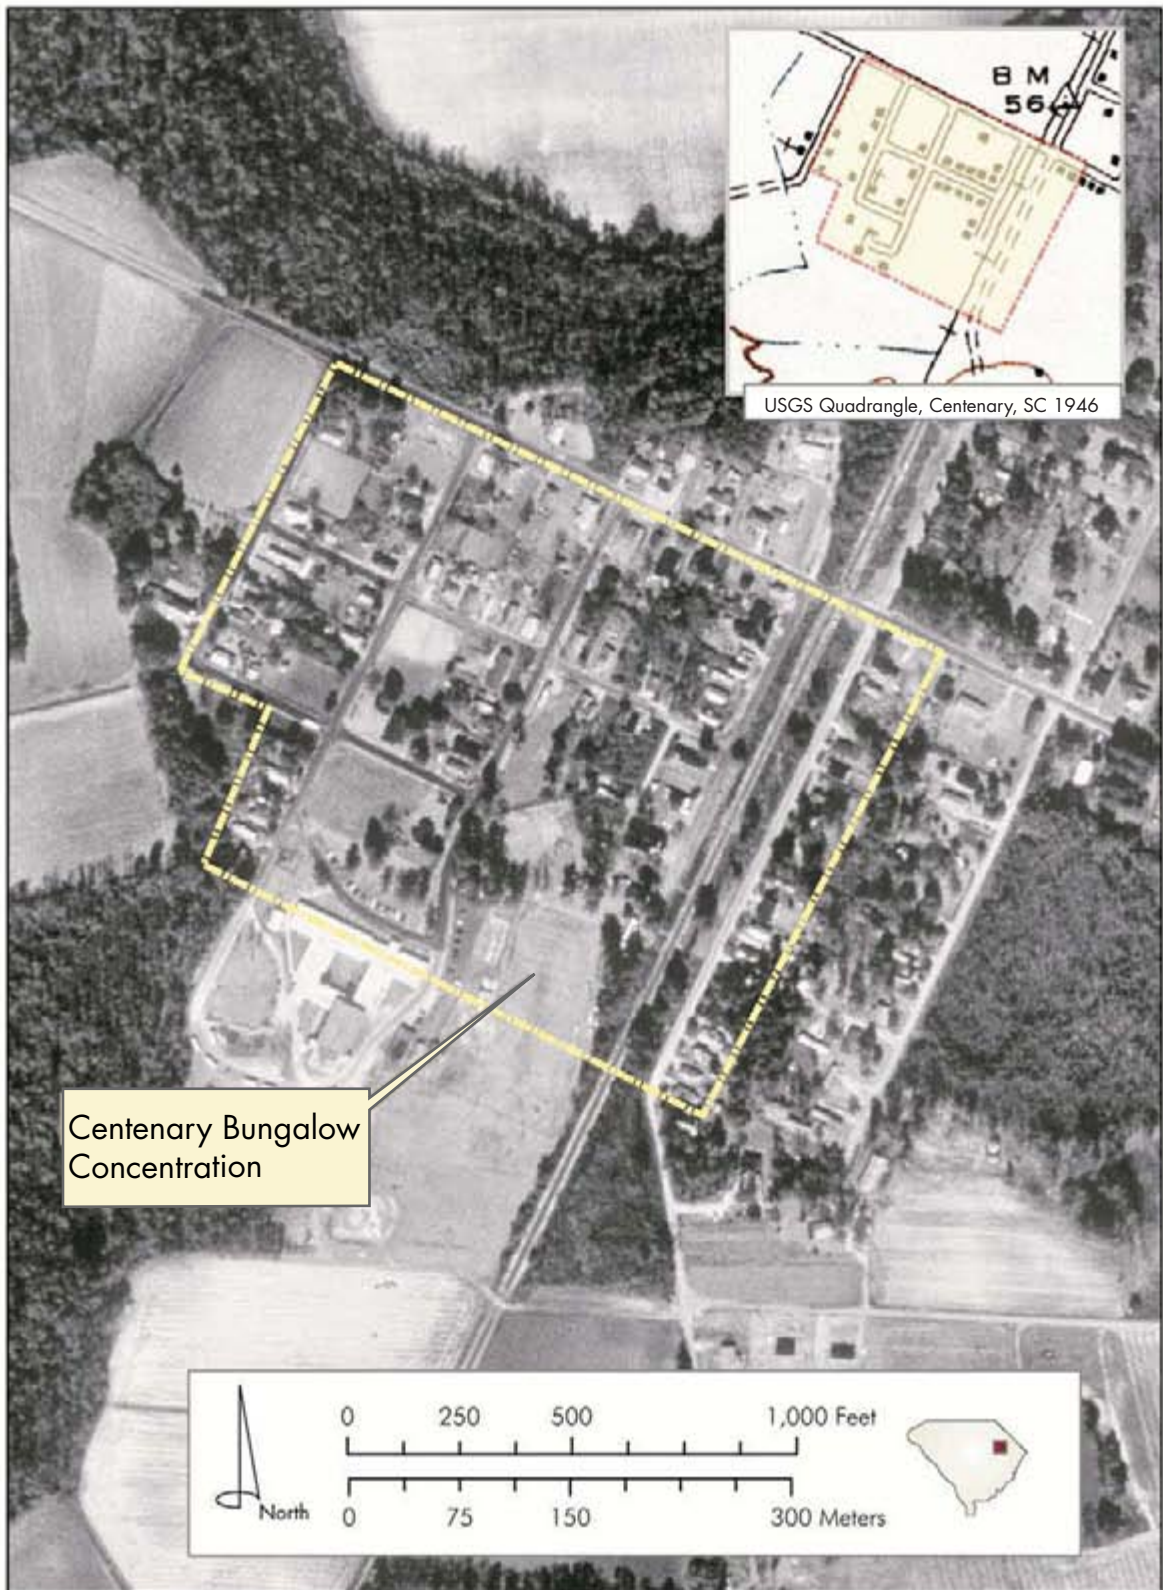 B M
56
USGS Quadrangle, Centenary, SC 1946
Centenary Bungalow
Concentration
0 250 500 1,000 Feet
North
0 75 150 300 Meters